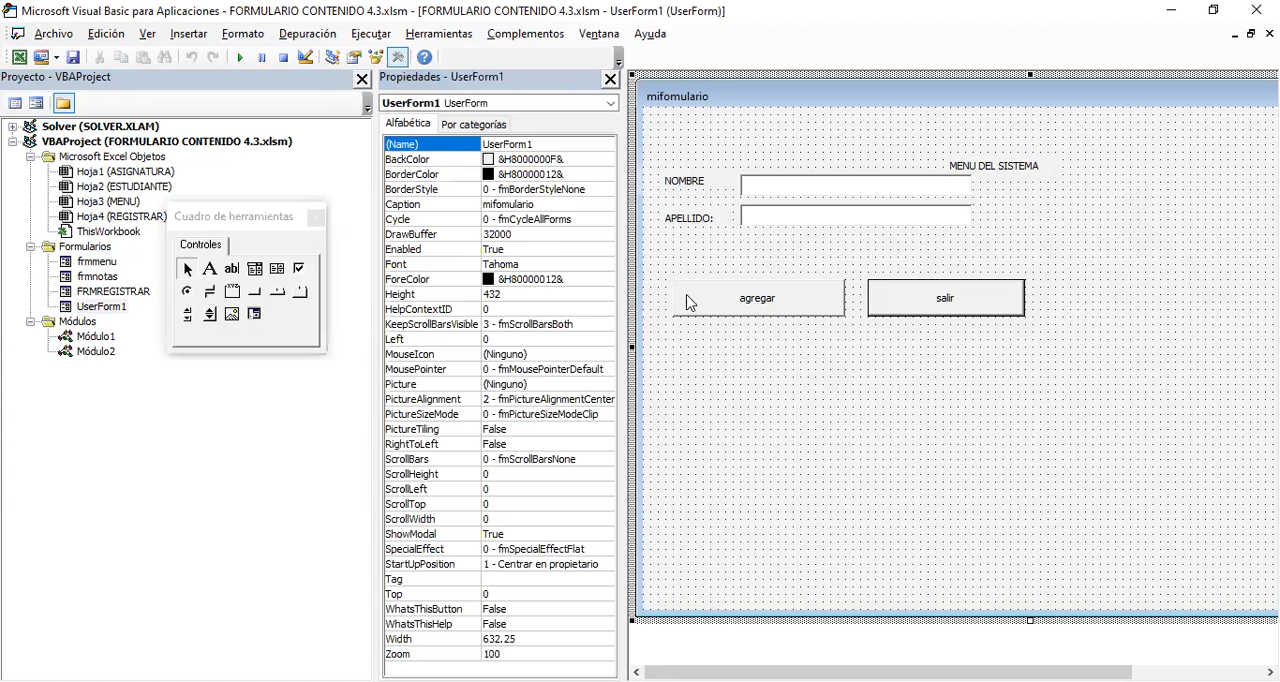 Microsoft Visual Basic para Aplicaciones - FORMULARIO CONTENIDO 4.3.xlsm - [FORMULARIO CONTENIDO 4.3.xlsm - UserForm1 (UserForm)]
Archivo Edición Ver Insertar Formato Depuración Ejecutar Herramientas Complementos Ventana Ayuda
Proyecto - VBAProject
Solver (SOLVER.XLAM)
VBAProject (FORMULARIO CONTENIDO 4.3.xlsm)
Microsoft Excel Objetos
Hoja1 (ASIGNATURA)
Hoja2 (ESTUDIANTE)
Hoja3 (MENU)
Hoja4 (REGISTRAR)
ThisWorkbook
Formularios
frmmenu
frmnotas
FRMREGISTRAR
UserForm1
Módulos
Módulo1
Módulo2
Cuadro de herramientas
Controles
A ab|
Propiedades - UserForm1
UserForm1 UserForm
Alfabética Por categorías
(Name) UserForm1
BackColor &H8000000F&
BorderColor &H80000012&
BorderStyle 0 - fmBorderStyleNone
Caption mifomulario
Cycle 0 - fmCycleAllForms
DrawBuffer 32000
Enabled True
Font Tahoma
ForeColor &H80000012&
Height 432
HelpContextID 0
KeepScrollBarsVisible 3 - fmScrollBarsBoth
Left 0
MouseIcon (Ninguno)
MousePointer 0 - fmMousePointerDefault
Picture (Ninguno)
PictureAlignment 2 - fmPictureAlignmentCenter
PictureSizeMode 0 - fmPictureSizeModeClip
PictureTiling False
RightToLeft False
ScrollBars 0 - fmScrollBarsNone
ScrollHeight 0
ScrollLeft 0
ScrollTop 0
ScrollWidth 0
ShowModal True
SpecialEffect 0 - fmSpecialEffectFlat
StartUpPosition 1 - Centrar en propietario
Tag
Top 0
WhatsThisButton False
WhatsThisHelp False
Width 632.25
Zoom 100
mifomulario
MENU DEL SISTEMA
NOMBRE
APELLIDO:
agregar salir